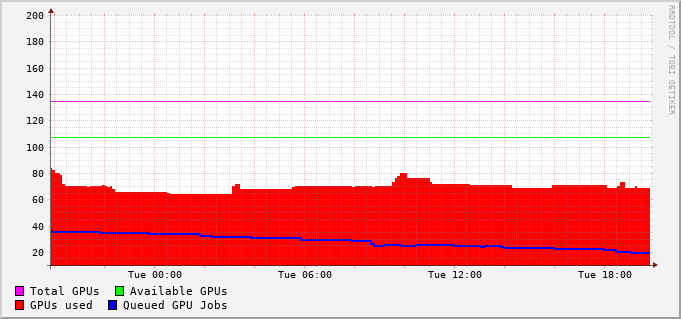 200
180
160
140
120
100
80
60
40
20
Tue 00:00 Tue 06:00 Tue 12:00 Tue 18:00
Total GPUs Available GPUs
GPUs used Queued GPU Jobs
RRDTOOL / TOBI OETIKER